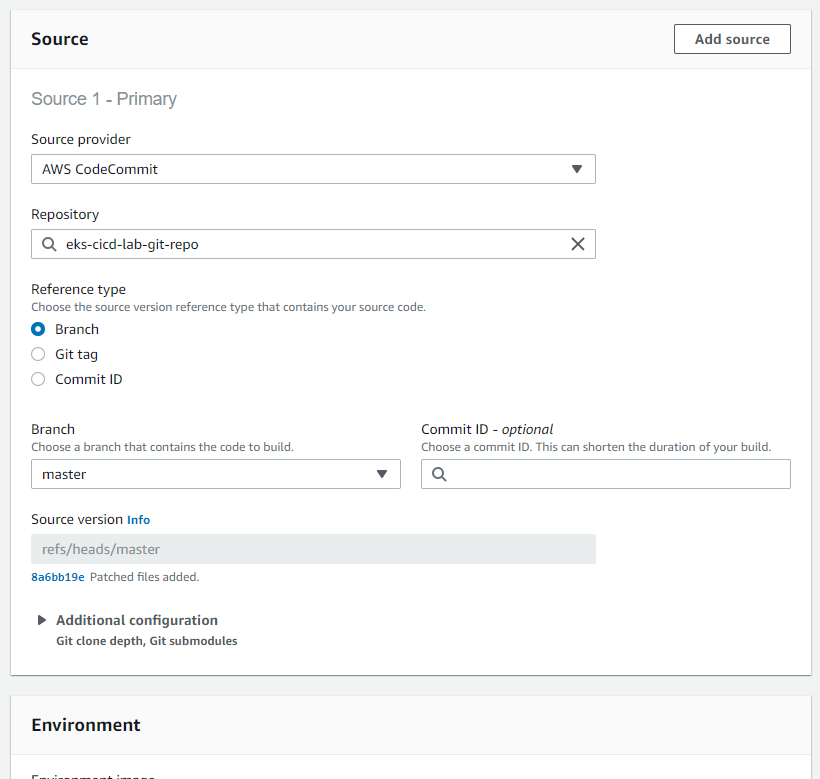 Source
Add source
Source 1 - Primary
Source provider
AWS CodeCommit
Repository
eks-cicd-lab-git-repo
Reference type
Choose the source version reference type that contains your source code.
Branch
Git tag
Commit ID
Branch
Choose a branch that contains the code to build.
master
Commit ID - optional
Choose a commit ID. This can shorten the duration of your build.
Source version Info
refs/heads/master
8a6bb19e Patched files added.
Additional configuration
Git clone depth, Git submodules
Environment
Environment image